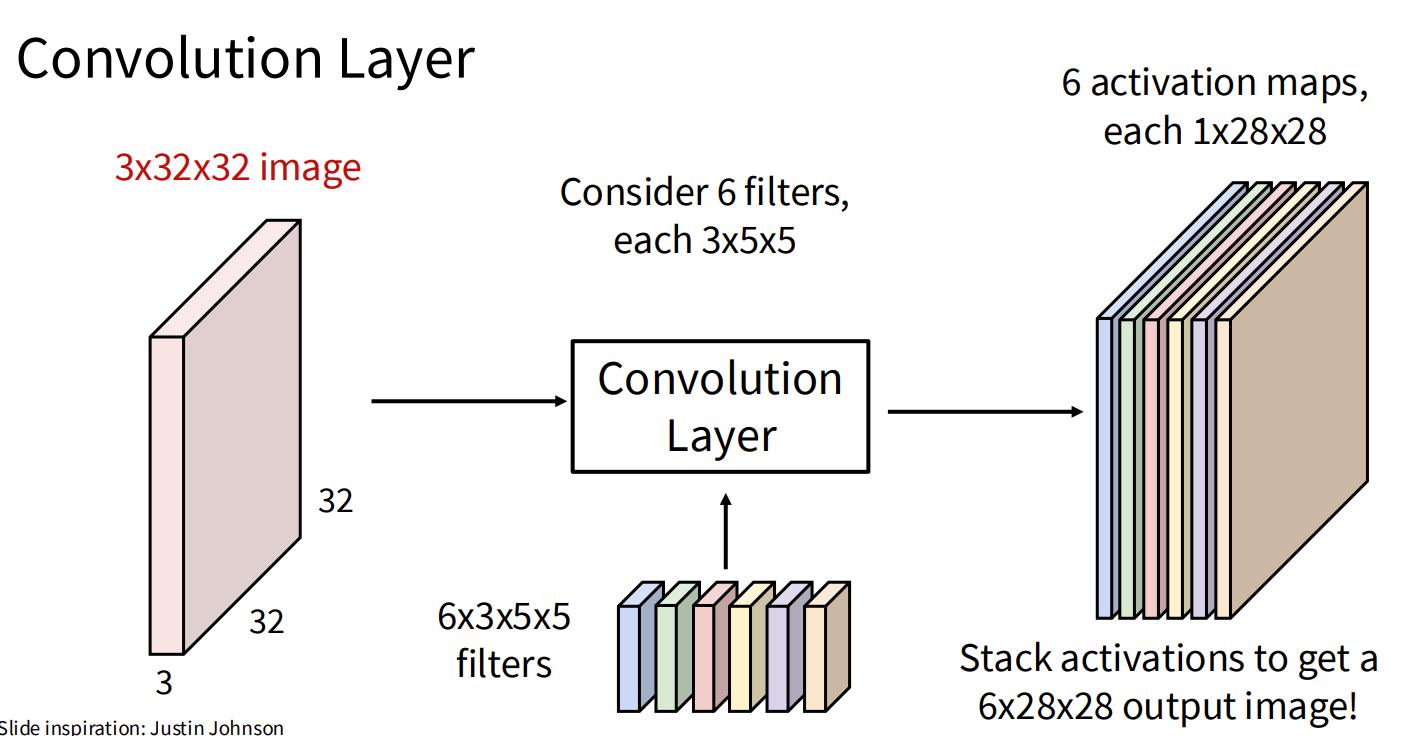 Convolution Layer
3x32x32 image
32
32
3
Consider 6 filters,
each 3x5x5
Convolution
Layer
6x3x5x5
filters
6 activation maps,
each 1x28x28
Stack activations to get a
6x28x28 output image!
Slide inspiration: Justin Johnson